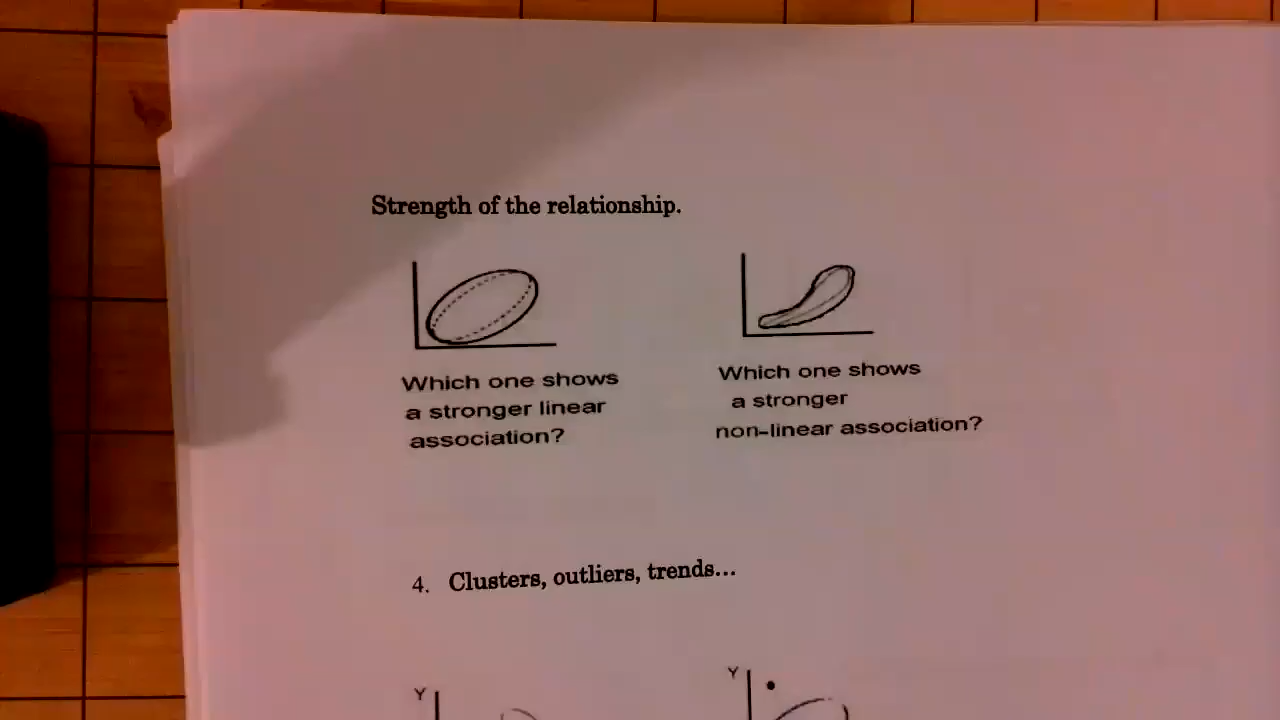 Strength of the relationship.
Which one shows
a stronger linear
association?
Which one shows
a stronger
non-linear association?
4. Clusters, outliers, trends...
Y
Y